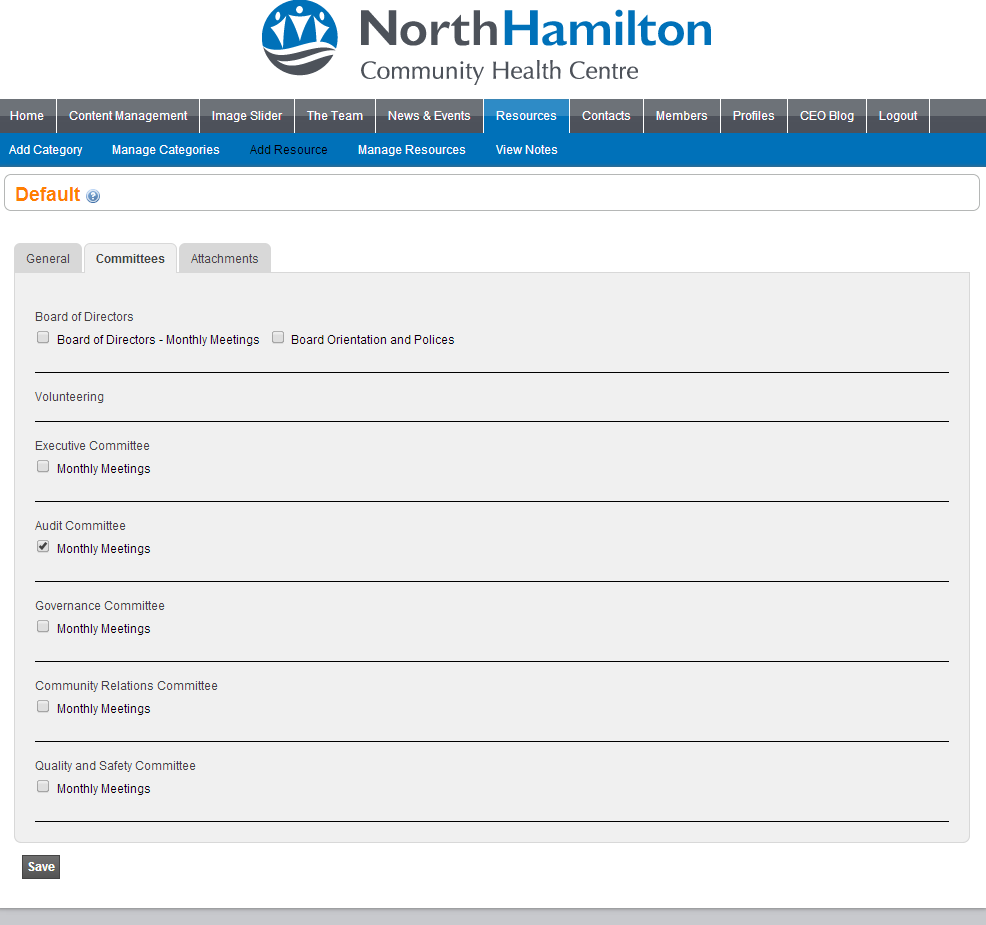 NorthHamilton
Community Health Centre
Home Content Management Image Slider The Team News & Events Resources Contacts Members Profiles CEO Blog Logout
Add Category Manage Categories Add Resource Manage Resources View Notes
Default ?
General Committees Attachments
Board of Directors
Board of Directors - Monthly Meetings Board Orientation and Polices
Volunteering
Executive Committee
Monthly Meetings
Audit Committee
Monthly Meetings
Governance Committee
Monthly Meetings
Community Relations Committee
Monthly Meetings
Quality and Safety Committee
Monthly Meetings
Save